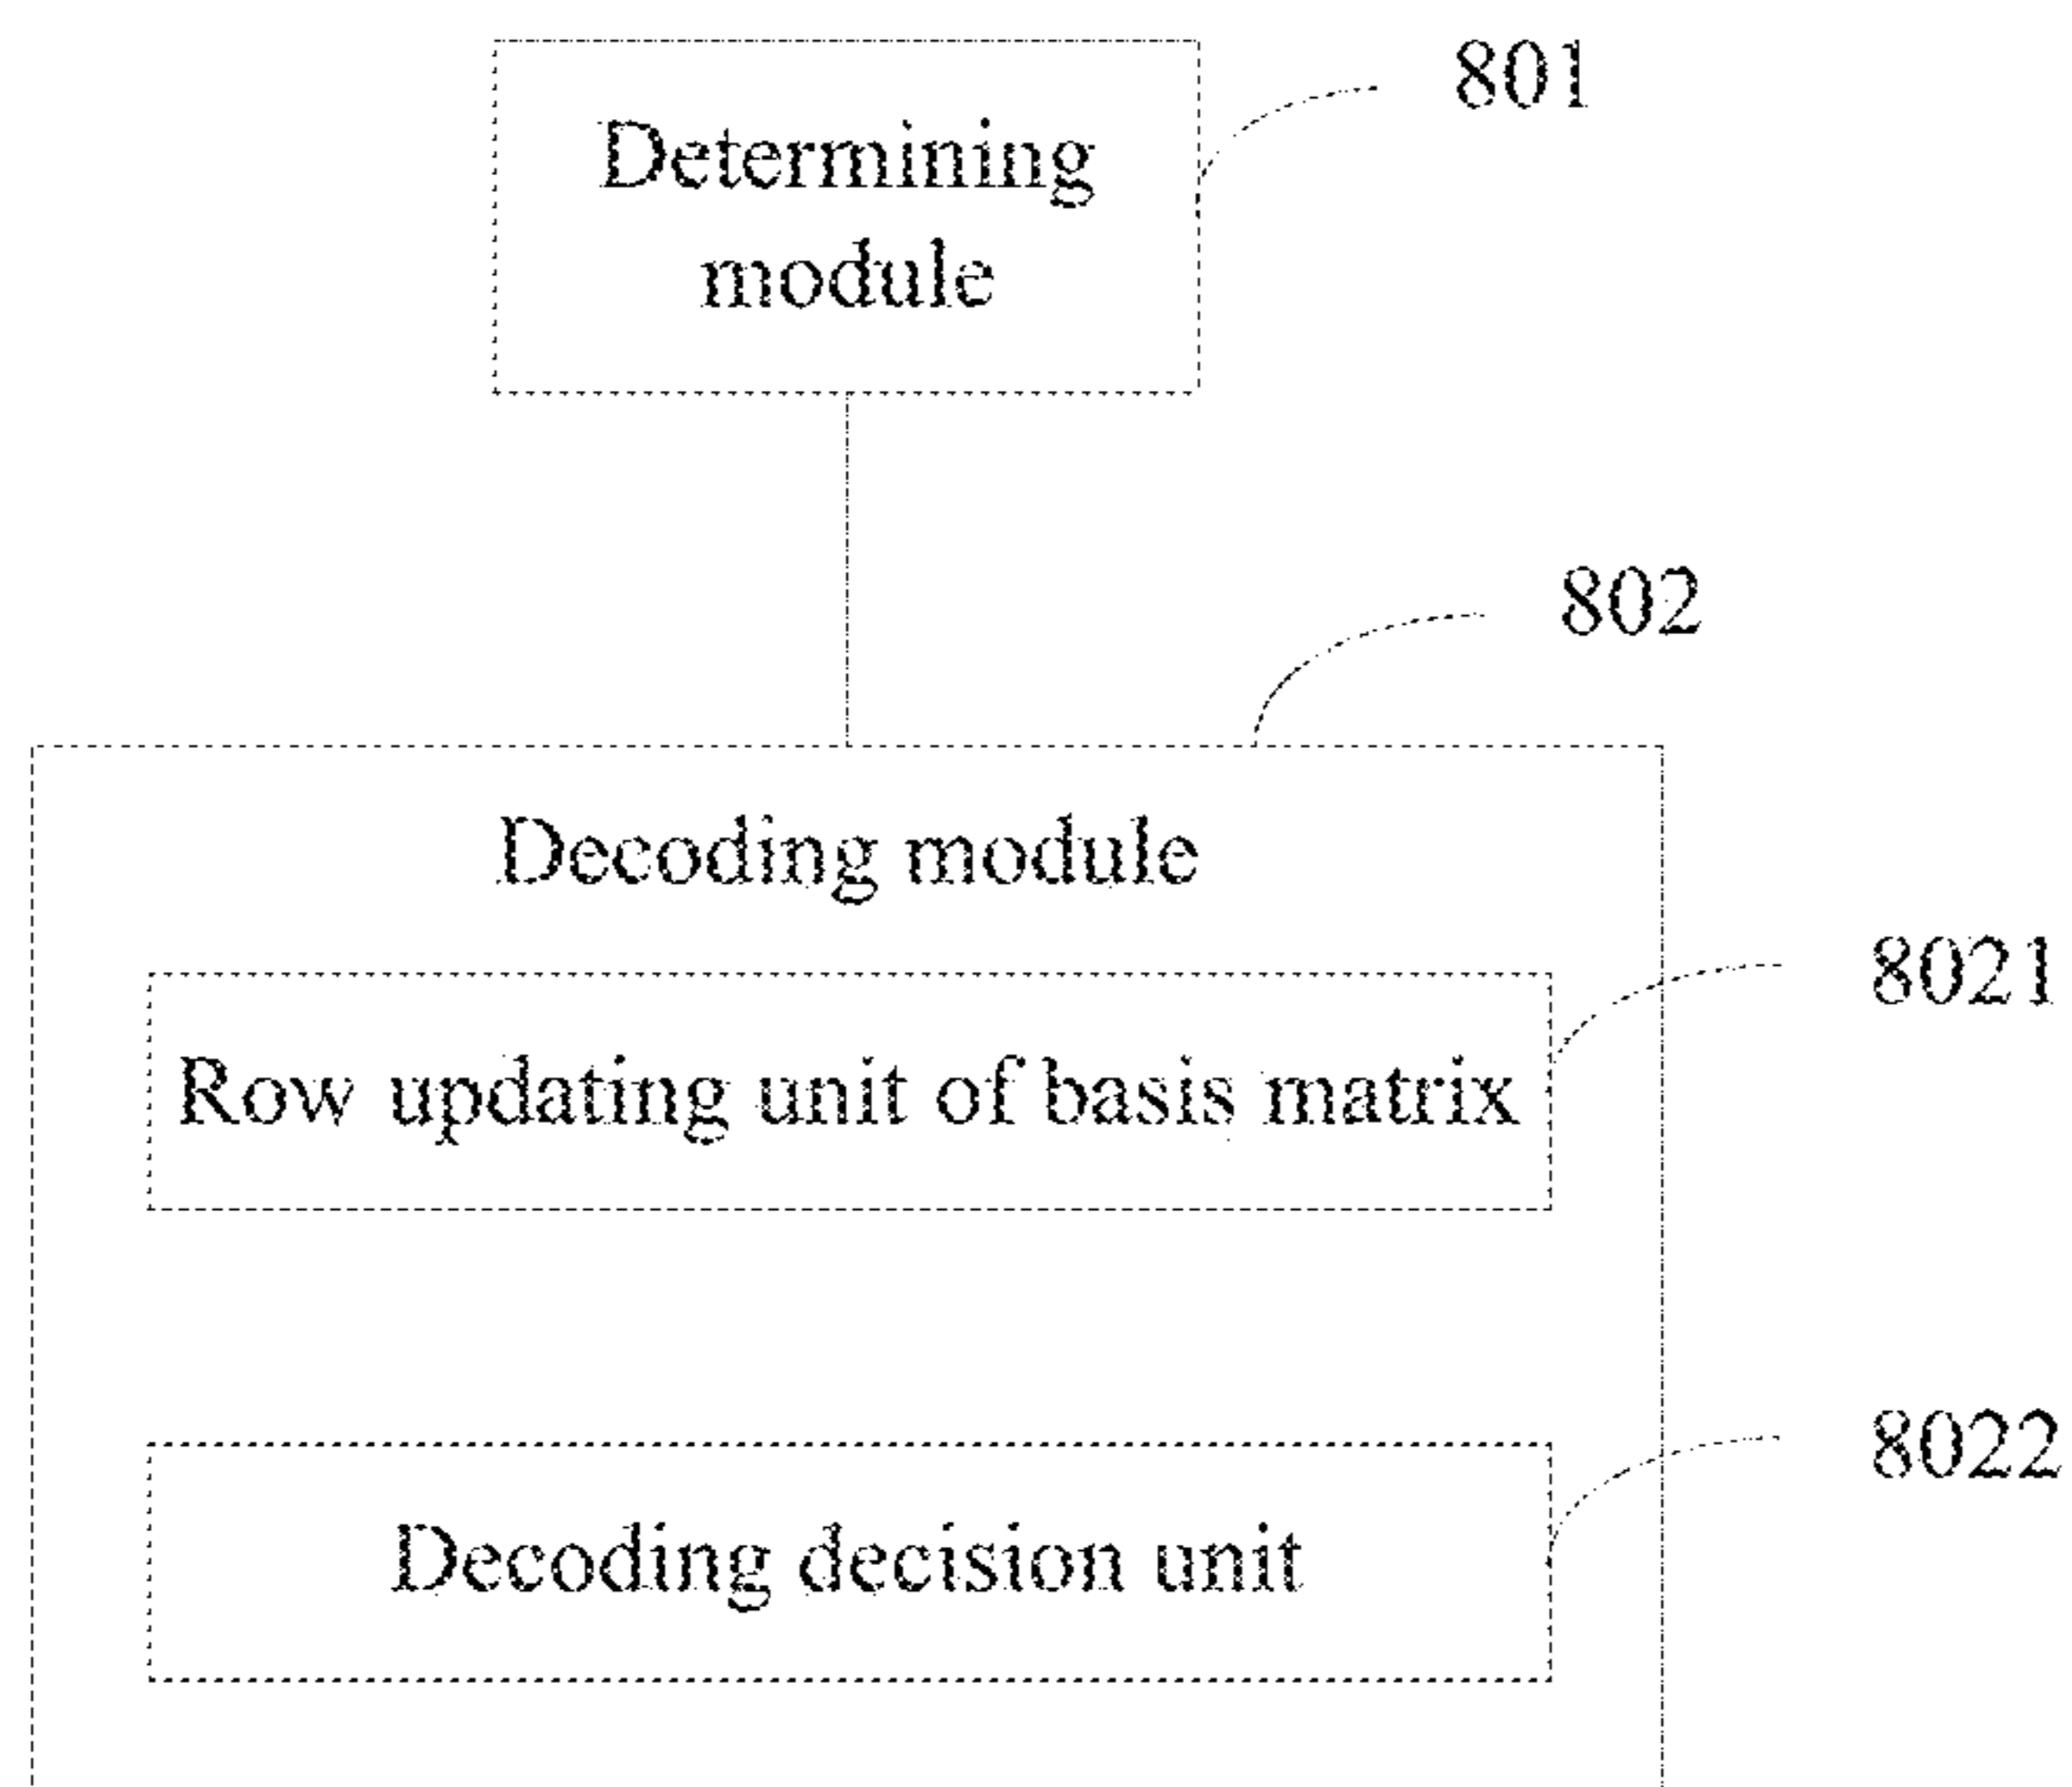 801
Determining
module
802
Decoding module
8021
Row updating unit of basis matrix
8022
Decoding decision unit